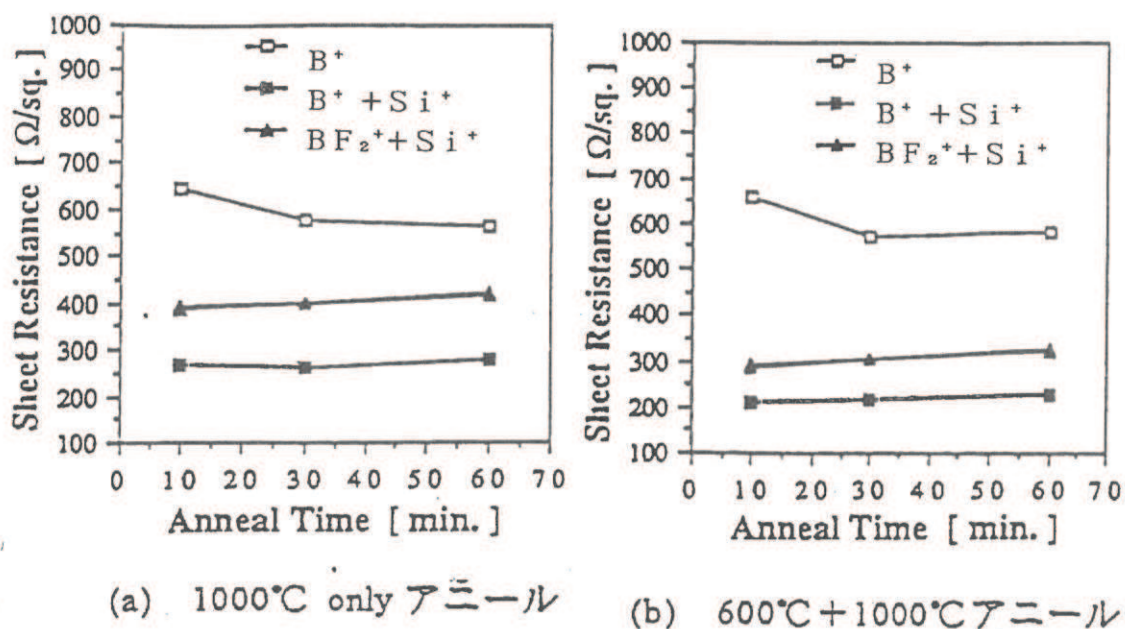 1000
900
800
700
600
500
400
300
200
100
Sheet Resistance [ Ω/sq. ]
B⁺
B⁺ + Si⁺
BF₂⁺ + Si⁺
0 10 20 30 40 50 60 70
Anneal Time [ min. ]
(a) 1000℃ only アニール
1000
900
800
700
600
500
400
300
200
100
Sheet Resistance [ Ω/sq. ]
B⁺
B⁺ + Si⁺
BF₂⁺ + Si⁺
0 10 20 30 40 50 60 70
Anneal Time [ min. ]
(b) 600℃+1000℃アニール